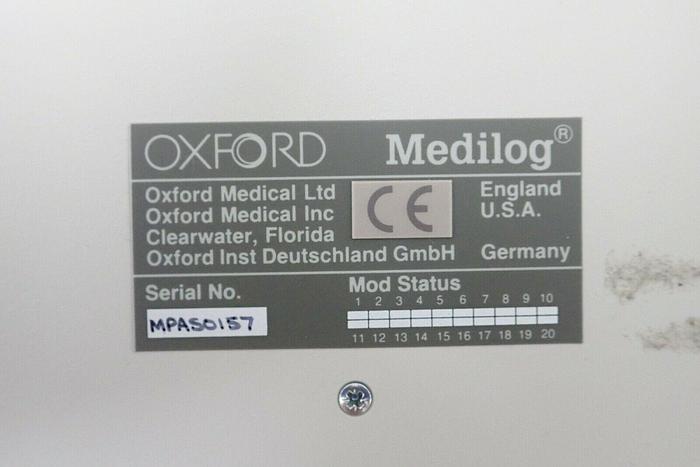 OXFORD Medilog®
Oxford Medical Ltd CE England
Oxford Medical Inc U.S.A.
Clearwater, Florida
Oxford Inst Deutschland GmbH Germany
Serial No. Mod Status
1 2 3 4 5 6 7 8 9 10
MPAS0157
11 12 13 14 15 16 17 18 19 20